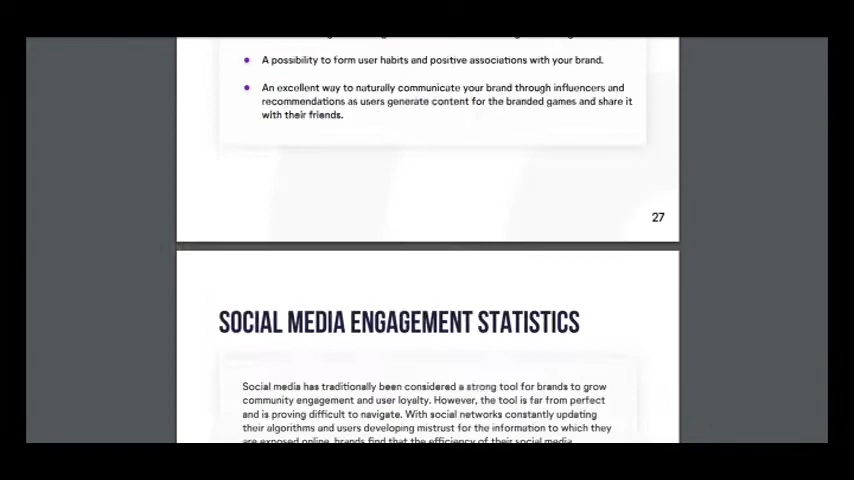 A possibility to form user habits and positive associations with your brand.
An excellent way to naturally communicate your brand through influencers and
recommendations as users generate content for the branded games and share it
with their friends.
27
SOCIAL MEDIA ENGAGEMENT STATISTICS
Social media has traditionally been considered a strong tool for brands to grow
community engagement and user loyalty. However, the tool is far from perfect
and is proving difficult to navigate. With social networks constantly updating
their algorithms and users developing mistrust for the information to which they
are exposed online, brands find that the efficiency of their social media